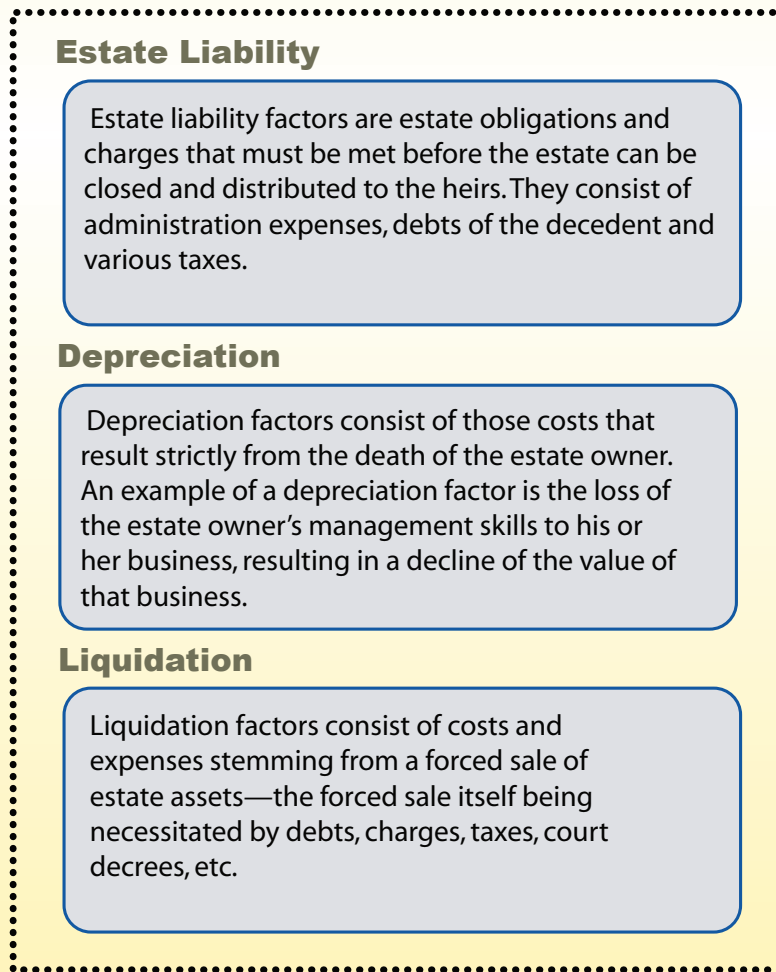 Estate Liability
Estate liability factors are estate obligations and
charges that must be met before the estate can be
closed and distributed to the heirs. They consist of
administration expenses, debts of the decedent and
various taxes.
Depreciation
Depreciation factors consist of those costs that
result strictly from the death of the estate owner.
An example of a depreciation factor is the loss of
the estate owner’s management skills to his or
her business, resulting in a decline of the value of
that business.
Liquidation
Liquidation factors consist of costs and
expenses stemming from a forced sale of
estate assets—the forced sale itself being
necessitated by debts, charges, taxes, court
decrees, etc.